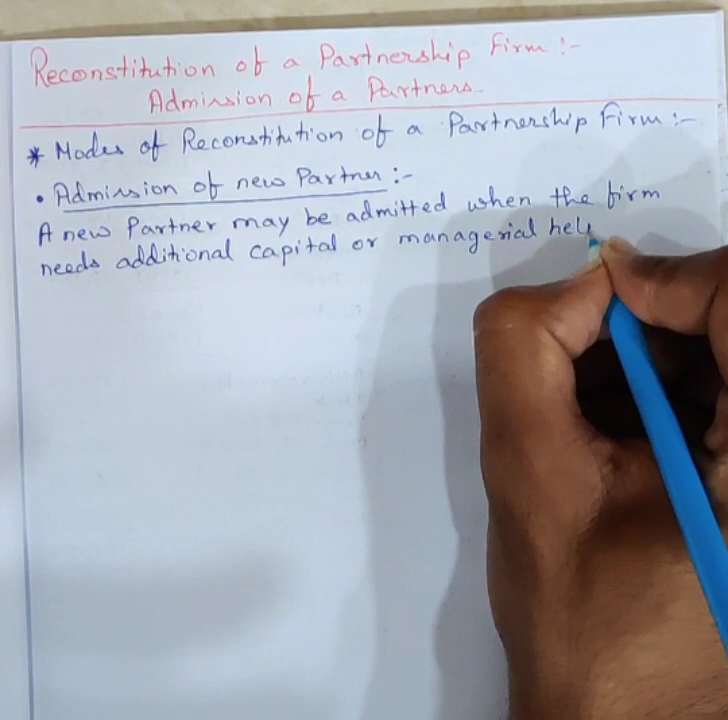 Reconstitution of a Partnership Firm :-
Admission of a Partners.
* Modes of Reconstitution of a Partnership Firm :-
• Admission of new Partner :-
A new Partner may be admitted when the firm
needs additional capital or managerial hel